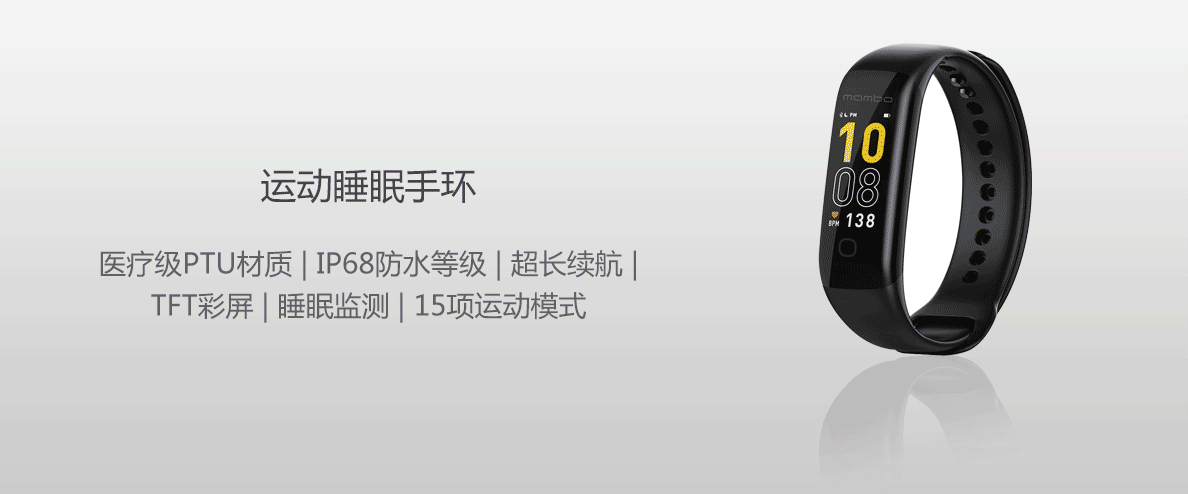 运动睡眠手环
医疗级PTU材质 | IP68防水等级 | 超长续航 |
TFT彩屏 | 睡眠监测 | 15项运动模式
mambo
PM
10
08
BPM 138